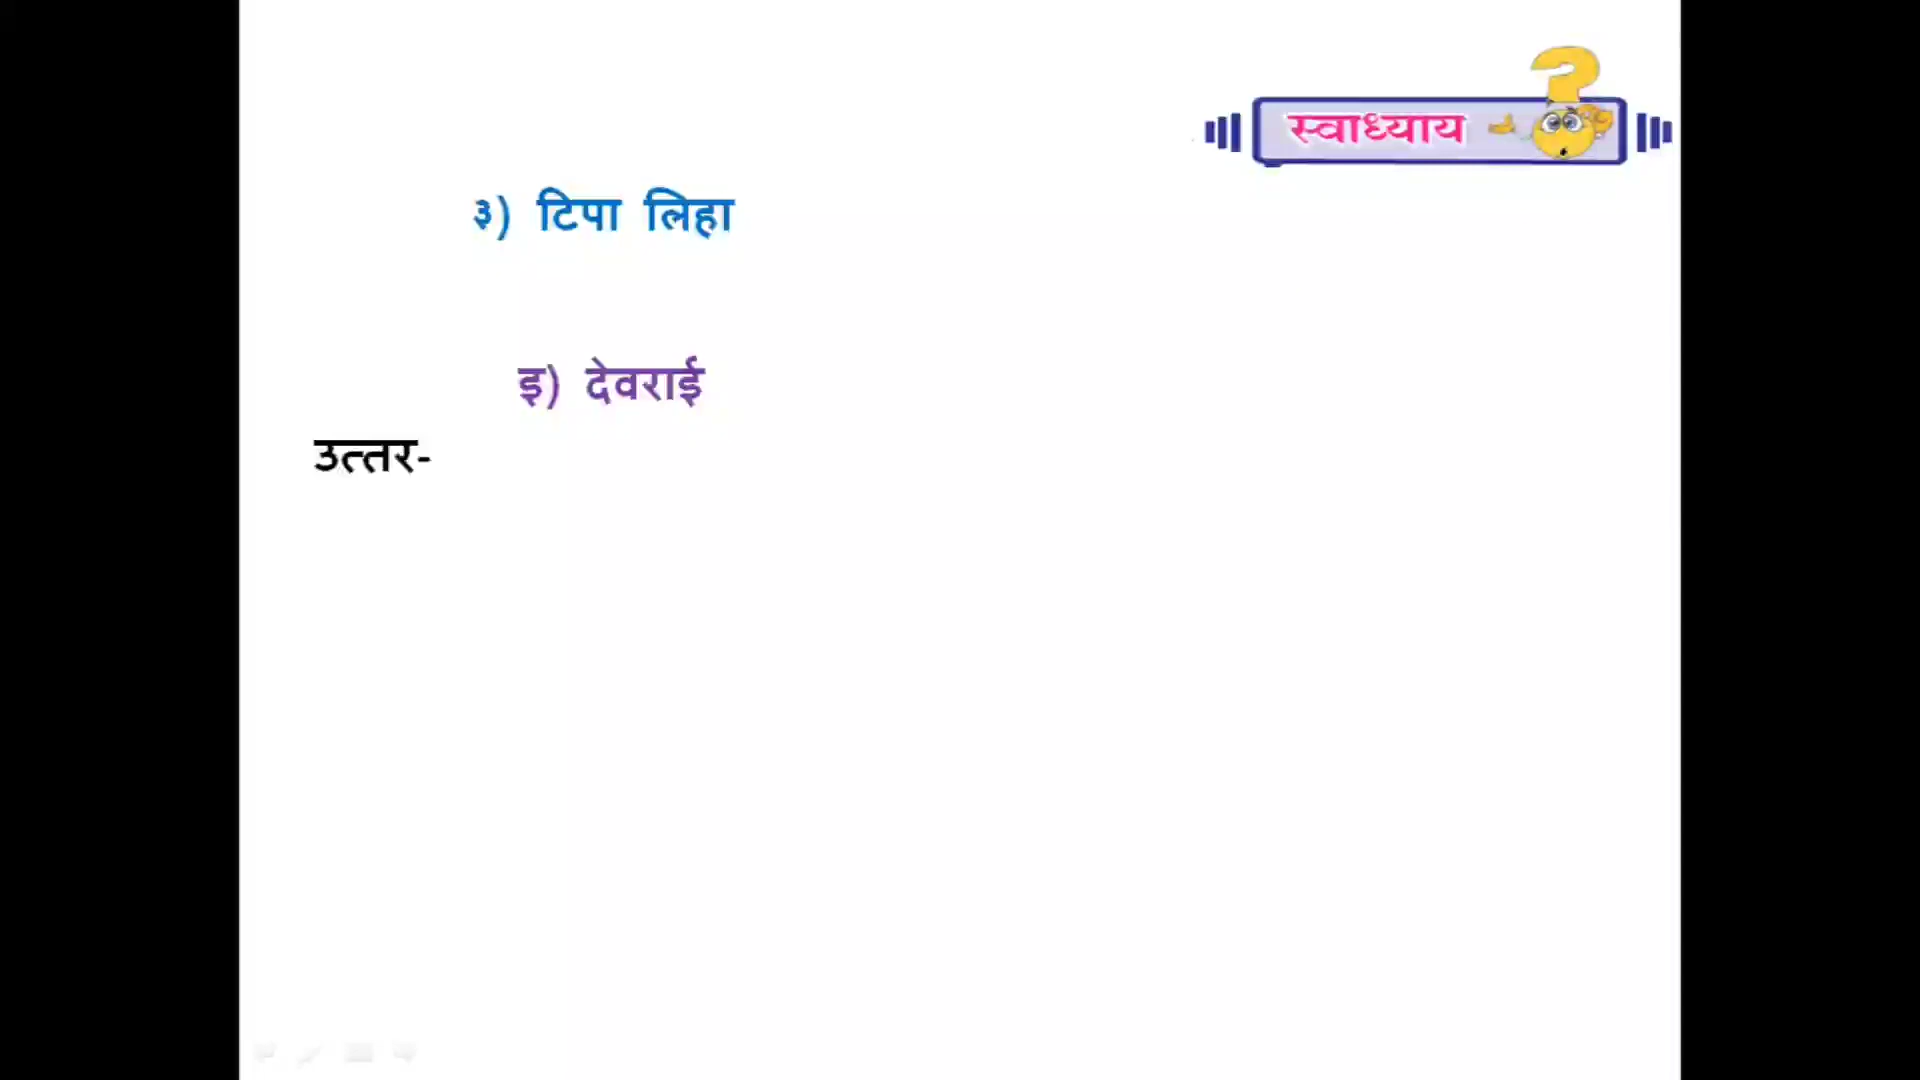 स्वाध्याय
३) टिपा लिहा
इ) देवराई
उत्तर-